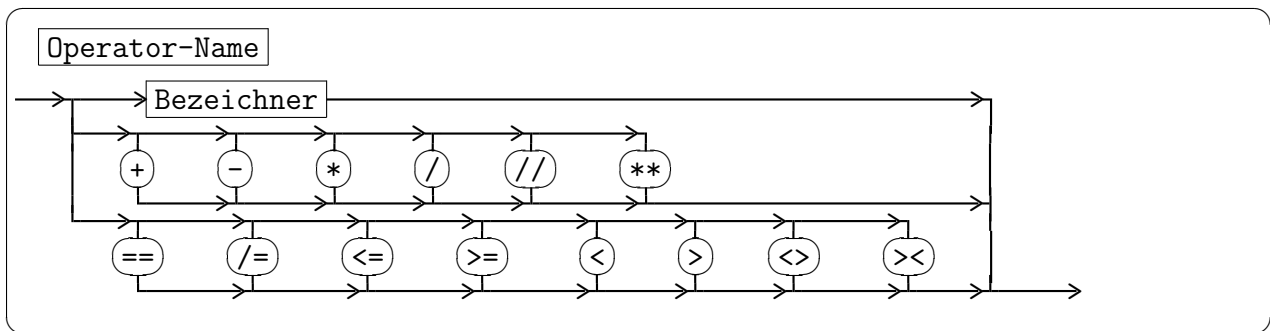 Operator-Name
Bezeichner
+ - * / // **
== /= <= >= < > <> ><